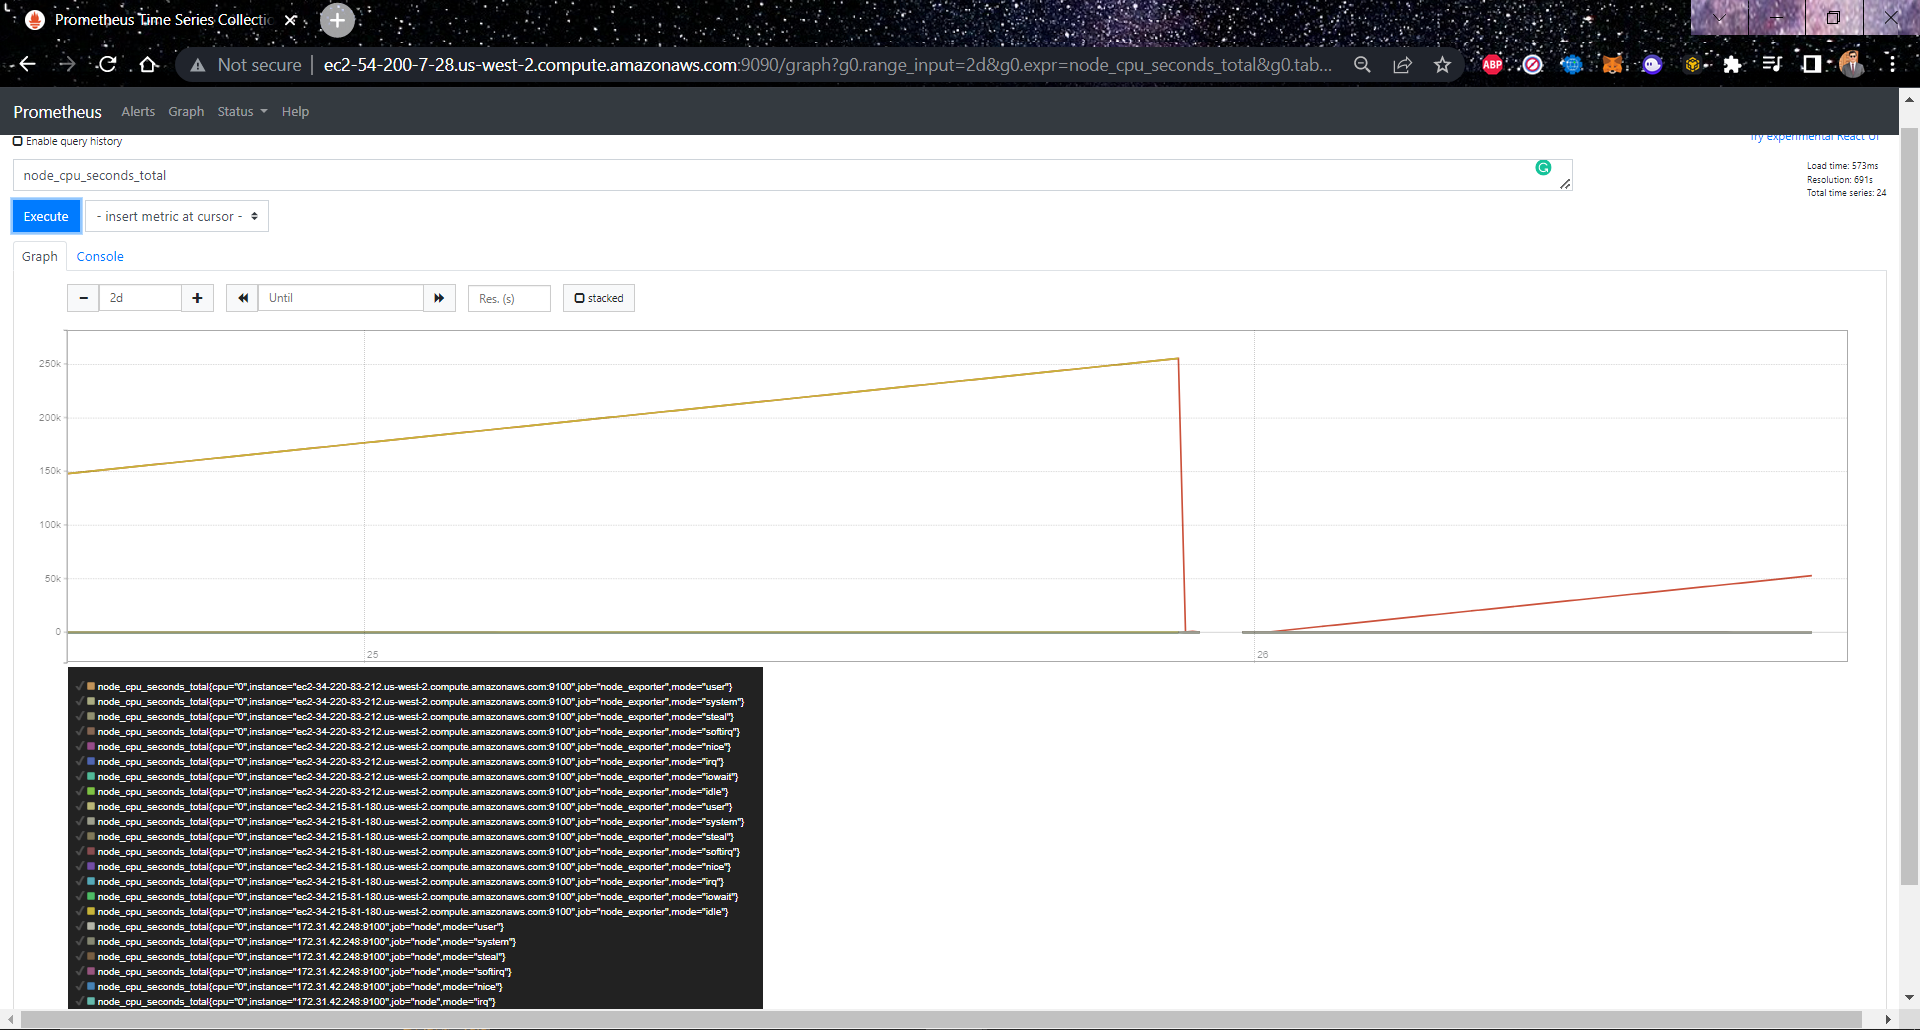 Prometheus Time Series Collectio
Not secure | ec2-54-200-7-28.us-west-2.compute.amazonaws.com:9090/graph?g0.range_input=2d&g0.expr=node_cpu_seconds_total&g0.tab...
ABP
Prometheus Alerts Graph Status Help
Enable query history
Try experimental React UI
node_cpu_seconds_total
Load time: 573ms
Resolution: 691s
Total time series: 24
Execute - insert metric at cursor -
Graph Console
2d Until Res. (s) stacked
250k
200k
150k
100k
50k
0
25 26
node_cpu_seconds_total{cpu="0",instance="ec2-34-220-83-212.us-west-2.compute.amazonaws.com:9100",job="node_exporter",mode="user"}
node_cpu_seconds_total{cpu="0",instance="ec2-34-220-83-212.us-west-2.compute.amazonaws.com:9100",job="node_exporter",mode="system"}
node_cpu_seconds_total{cpu="0",instance="ec2-34-220-83-212.us-west-2.compute.amazonaws.com:9100",job="node_exporter",mode="steal"}
node_cpu_seconds_total{cpu="0",instance="ec2-34-220-83-212.us-west-2.compute.amazonaws.com:9100",job="node_exporter",mode="softirq"}
node_cpu_seconds_total{cpu="0",instance="ec2-34-220-83-212.us-west-2.compute.amazonaws.com:9100",job="node_exporter",mode="nice"}
node_cpu_seconds_total{cpu="0",instance="ec2-34-220-83-212.us-west-2.compute.amazonaws.com:9100",job="node_exporter",mode="irq"}
node_cpu_seconds_total{cpu="0",instance="ec2-34-220-83-212.us-west-2.compute.amazonaws.com:9100",job="node_exporter",mode="iowait"}
node_cpu_seconds_total{cpu="0",instance="ec2-34-220-83-212.us-west-2.compute.amazonaws.com:9100",job="node_exporter",mode="idle"}
node_cpu_seconds_total{cpu="0",instance="ec2-34-215-81-180.us-west-2.compute.amazonaws.com:9100",job="node_exporter",mode="user"}
node_cpu_seconds_total{cpu="0",instance="ec2-34-215-81-180.us-west-2.compute.amazonaws.com:9100",job="node_exporter",mode="system"}
node_cpu_seconds_total{cpu="0",instance="ec2-34-215-81-180.us-west-2.compute.amazonaws.com:9100",job="node_exporter",mode="steal"}
node_cpu_seconds_total{cpu="0",instance="ec2-34-215-81-180.us-west-2.compute.amazonaws.com:9100",job="node_exporter",mode="softirq"}
node_cpu_seconds_total{cpu="0",instance="ec2-34-215-81-180.us-west-2.compute.amazonaws.com:9100",job="node_exporter",mode="nice"}
node_cpu_seconds_total{cpu="0",instance="ec2-34-215-81-180.us-west-2.compute.amazonaws.com:9100",job="node_exporter",mode="irq"}
node_cpu_seconds_total{cpu="0",instance="ec2-34-215-81-180.us-west-2.compute.amazonaws.com:9100",job="node_exporter",mode="iowait"}
node_cpu_seconds_total{cpu="0",instance="ec2-34-215-81-180.us-west-2.compute.amazonaws.com:9100",job="node_exporter",mode="idle"}
node_cpu_seconds_total{cpu="0",instance="172.31.42.248:9100",job="node",mode="user"}
node_cpu_seconds_total{cpu="0",instance="172.31.42.248:9100",job="node",mode="system"}
node_cpu_seconds_total{cpu="0",instance="172.31.42.248:9100",job="node",mode="steal"}
node_cpu_seconds_total{cpu="0",instance="172.31.42.248:9100",job="node",mode="softirq"}
node_cpu_seconds_total{cpu="0",instance="172.31.42.248:9100",job="node",mode="nice"}
node_cpu_seconds_total{cpu="0",instance="172.31.42.248:9100",job="node",mode="irq"}